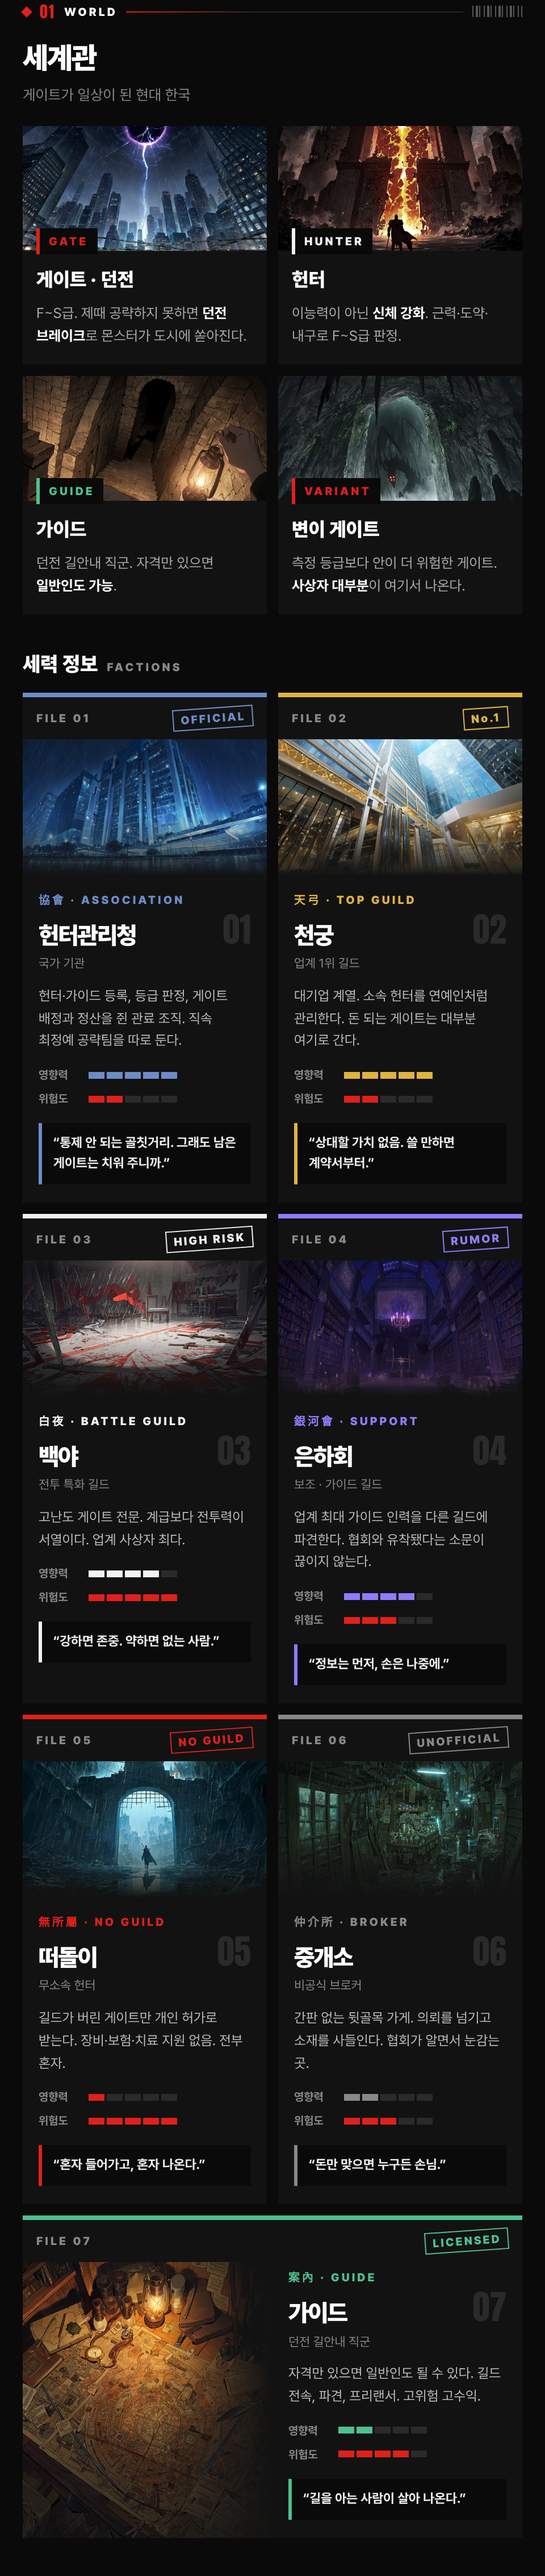 01 WORLD
세계관
게이트가 일상이 된 현대 한국
GATE
게이트 · 던전
F~S급. 제때 공략하지 못하면 던전
브레이크로 몬스터가 도시에 쏟아진다.
HUNTER
헌터
이능력이 아닌 신체 강화. 근력·도약·
내구로 F~S급 판정.
GUIDE
가이드
던전 길안내 직군. 자격만 있으면
일반인도 가능.
VARIANT
변이 게이트
측정 등급보다 안이 더 위험한 게이트.
사상자 대부분이 여기서 나온다.
세력 정보 FACTIONS
FILE 01
OFFICIAL
協會 · ASSOCIATION
헌터관리청
01
국가 기관
헌터·가이드 등록, 등급 판정, 게이트
배정과 정산을 쥔 관료 조직. 직속
최정예 공략팀을 따로 둔다.
영향력
위험도
“통제 안 되는 골칫거리. 그래도 남은
게이트는 치워 주니까.”
FILE 02
No.1
天弓 · TOP GUILD
천궁
02
업계 1위 길드
대기업 계열. 소속 헌터를 연예인처럼
관리한다. 돈 되는 게이트는 대부분
여기로 간다.
영향력
위험도
“상대할 가치 없음. 쓸 만하면
계약서부터.”
FILE 03
HIGH RISK
白夜 · BATTLE GUILD
백야
03
전투 특화 길드
고난도 게이트 전문. 계급보다 전투력이
서열이다. 업계 사상자 최다.
영향력
위험도
“강하면 존중. 약하면 없는 사람.”
FILE 04
RUMOR
銀河會 · SUPPORT
은하회
04
보조 · 가이드 길드
업계 최대 가이드 인력을 다른 길드에
파견한다. 협회와 유착됐다는 소문이
끊이지 않는다.
영향력
위험도
“정보는 먼저, 손은 나중에.”
FILE 05
NO GUILD
無所屬 · NO GUILD
떠돌이
05
무소속 헌터
길드가 버린 게이트만 개인 허가로
받는다. 장비·보험·치료 지원 없음. 전부
혼자.
영향력
위험도
“혼자 들어가고, 혼자 나온다.”
FILE 06
UNOFFICIAL
仲介所 · BROKER
중개소
06
비공식 브로커
간판 없는 뒷골목 가게. 의뢰를 넘기고
소재를 사들인다. 협회가 알면서 눈감는
곳.
영향력
위험도
“돈만 맞으면 누구든 손님.”
FILE 07
LICENSED
案內 · GUIDE
가이드
07
던전 길안내 직군
자격만 있으면 일반인도 될 수 있다. 길드
전속, 파견, 프리랜서. 고위험 고수익.
영향력
위험도
“길을 아는 사람이 살아 나온다.”